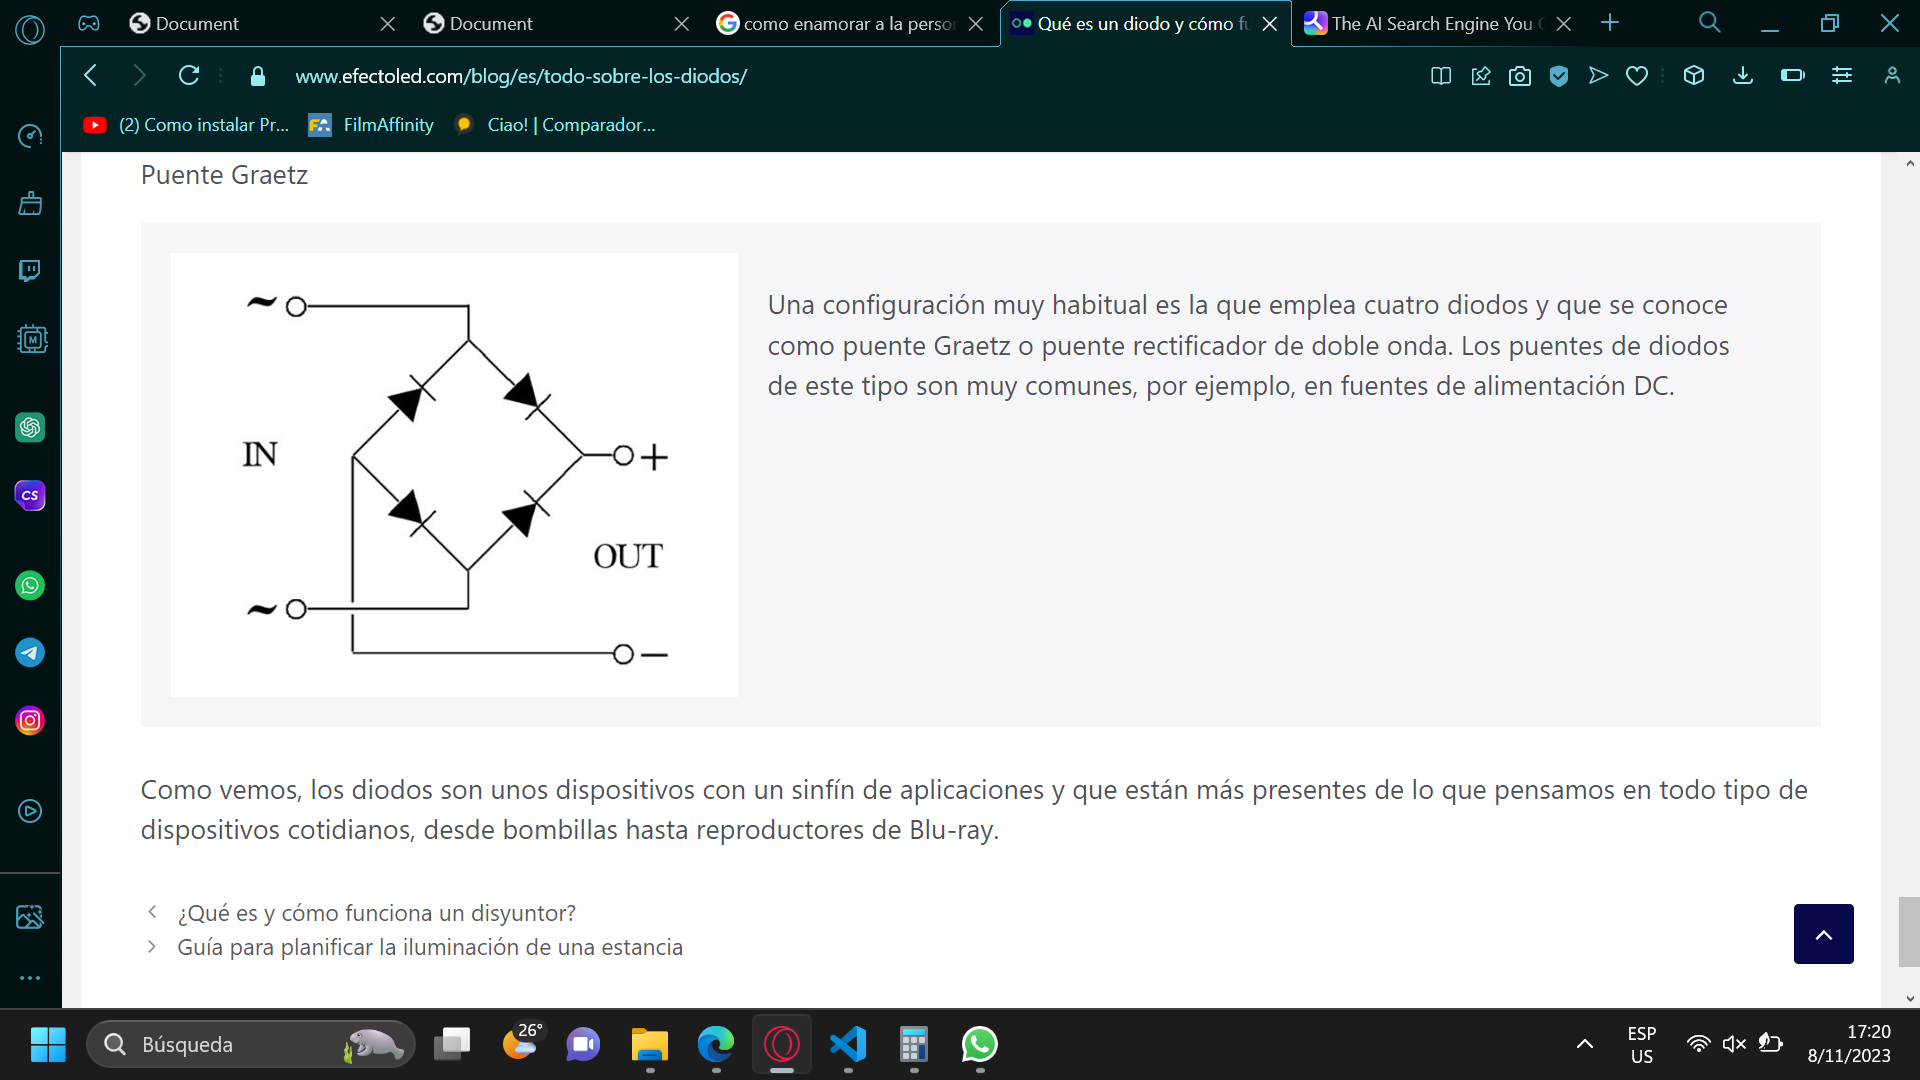 Document
Document
como enamorar a la person
Qué es un diodo y cómo fu
The AI Search Engine You C
www.efectoled.com/blog/es/todo-sobre-los-diodos/
(2) Como instalar Pr...
FilmAffinity
Ciao! | Comparador...
Puente Graetz
~
IN
+
OUT
~
−
Una configuración muy habitual es la que emplea cuatro diodos y que se conoce
como puente Graetz o puente rectificador de doble onda. Los puentes de diodos
de este tipo son muy comunes, por ejemplo, en fuentes de alimentación DC.
Como vemos, los diodos son unos dispositivos con un sinfín de aplicaciones y que están más presentes de lo que pensamos en todo tipo de
dispositivos cotidianos, desde bombillas hasta reproductores de Blu-ray.
¿Qué es y cómo funciona un disyuntor?
Guía para planificar la iluminación de una estancia
M
CS
FA
Búsqueda
26°
ESP
US
17:20
8/11/2023